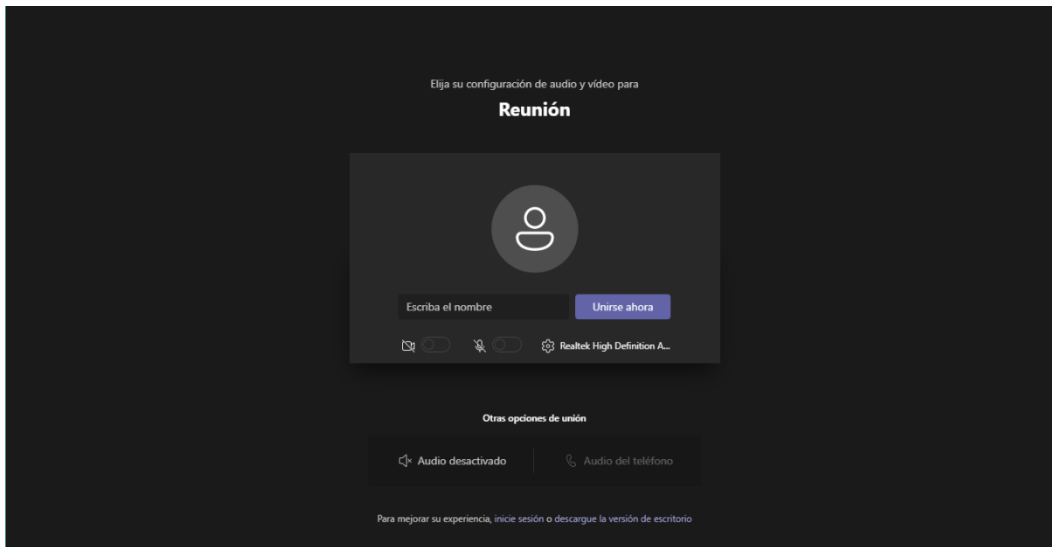 Elija su configuración de audio y vídeo para
Reunión
Escriba el nombre
Unirse ahora
Realtek High Definition A...
Otras opciones de unión
Audio desactivado
Audio del teléfono
Para mejorar su experiencia, inicie sesión o descargue la versión de escritorio